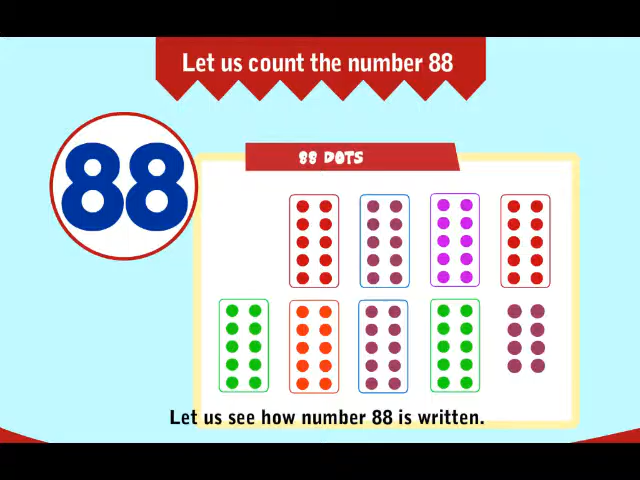 Let us count the number 88
88
88 DOTS
Let us see how number 88 is written.